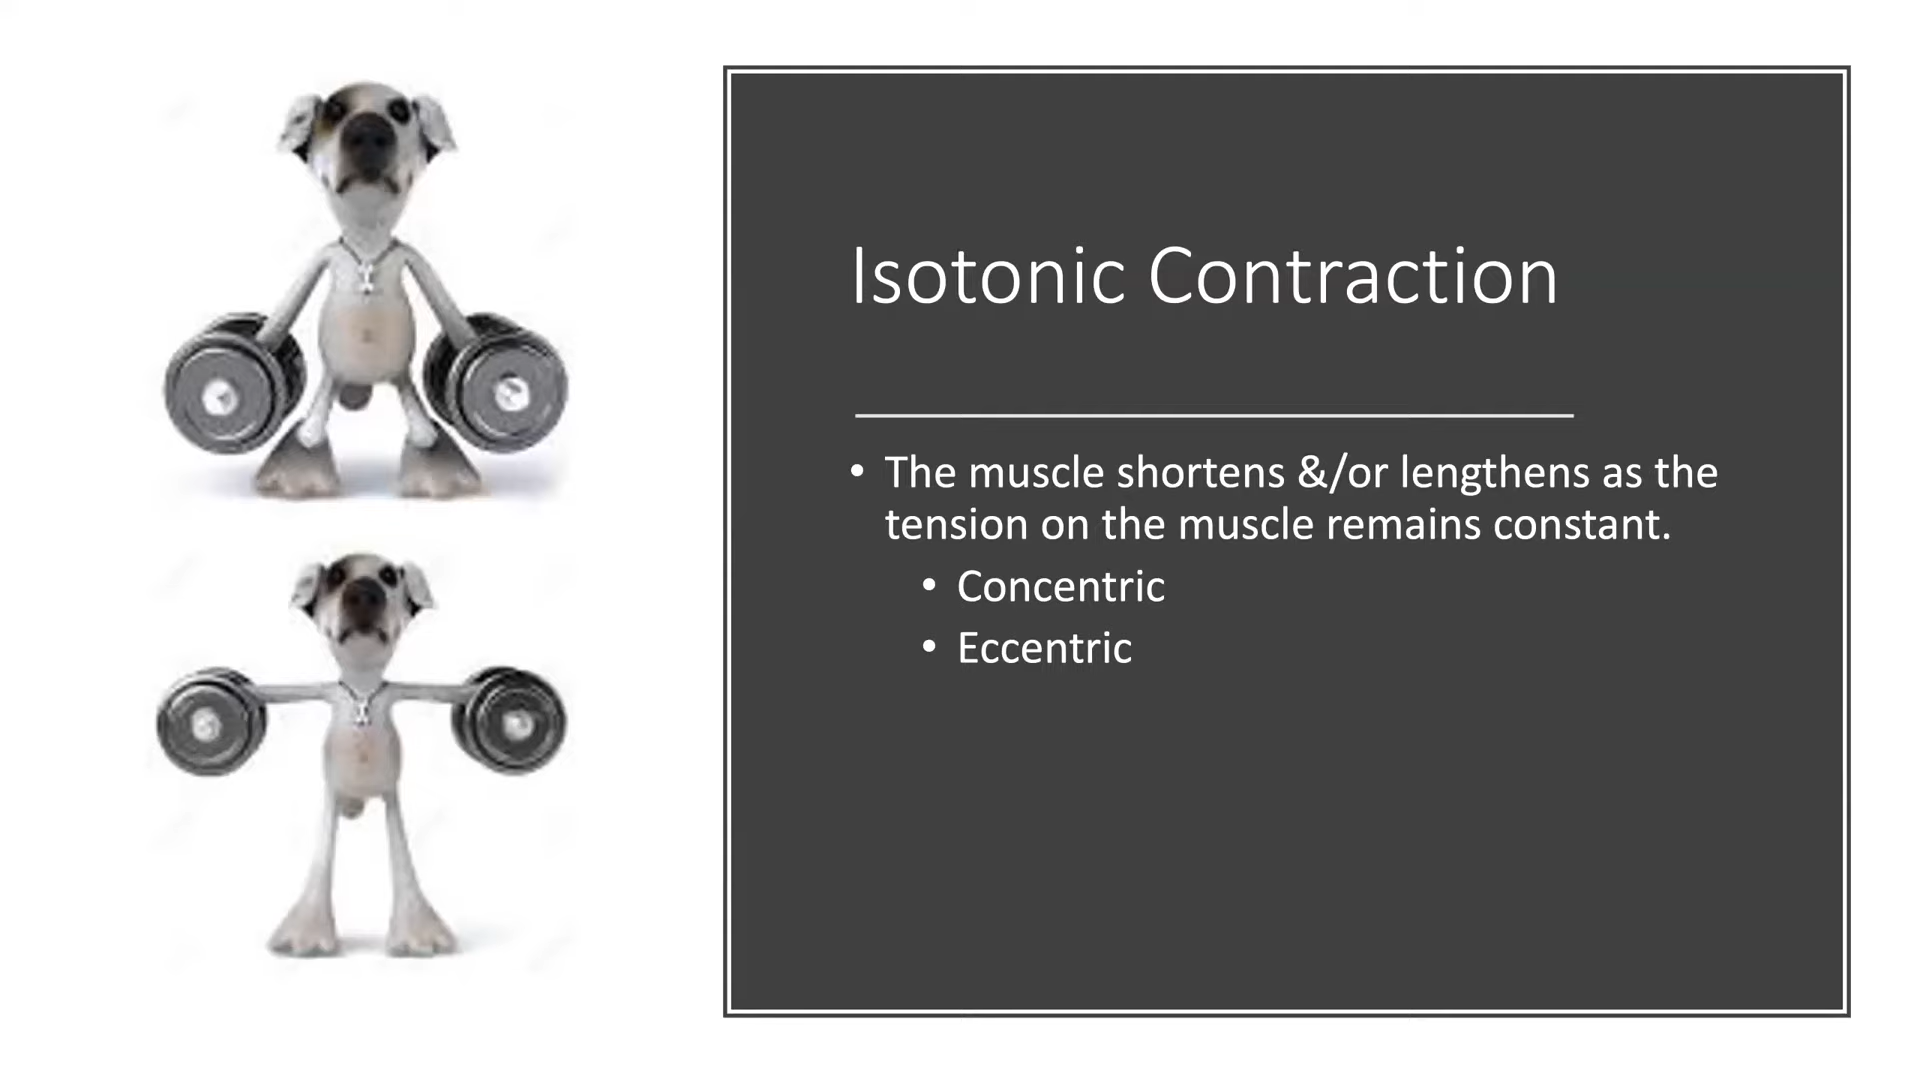 Isotonic Contraction
• The muscle shortens &/or lengthens as the
tension on the muscle remains constant.
• Concentric
• Eccentric